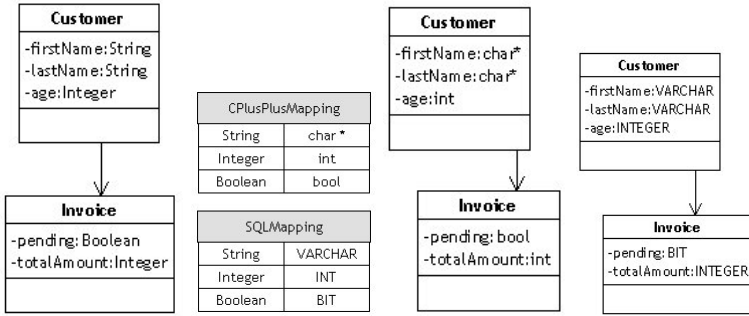 Customer
-firstName:String
-lastName:String
-age:Integer
Invoice
-pending: Boolean
-totalAmount:Integer
CPlusPlusMapping
String char *
Integer int
Boolean bool
SQLMapping
String VARCHAR
Integer INT
Boolean BIT
Customer
-firstName:char*
-lastName:char*
-age:int
Invoice
-pending: bool
-totalAmount:int
Customer
-firstName:VARCHAR
-lastName:VARCHAR
-age:INTEGER
Invoice
-pending: BIT
-totalAmount:INTEGER